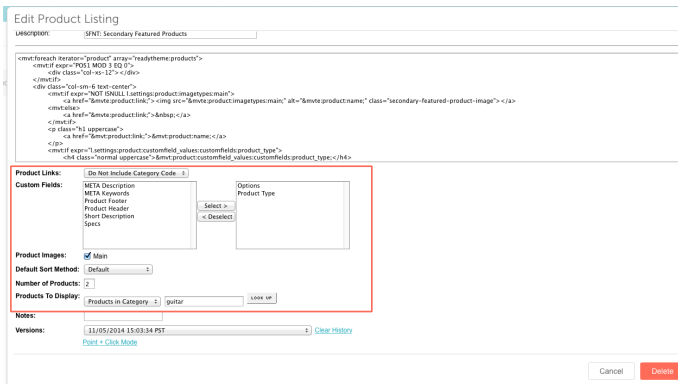 Edit Product Listing
Description: SFNT: Secondary Featured Products
<mvt:foreach iterator="product" array="readytheme:products">
<mvt:if expr="POS1 MOD 3 EQ 0">
<div class="col-xs-12"></div>
</mvt:if>
<div class="col-sm-6 text-center">
<mvt:if expr="NOT ISNULL l.settings:product:imagetypes:main">
<a href="&mvte:product:link;"><img src="&mvte:product:imagetypes:main;" alt="&mvte:product:name;" class="secondary-featured-product-image"></a>
<mvt:else>
<a href="&mvte:product:link;">&nbsp;</a>
</mvt:if>
<p class="h1 uppercase">
<a href="&mvt:product:link;">&mvt:product:name;</a>
</p>
<mvt:if expr="l.settings:product:customfield_values:customfields:product_type">
<h4 class="normal uppercase">&mvt:product:customfield_values:customfields:product_type;</h4>
Product Links: Do Not Include Category Code
Custom Fields:
META Description
META Keywords
Product Footer
Product Header
Short Description
Specs
Select >
< Deselect
Options
Product Type
Product Images: Main
Default Sort Method: Default
Number of Products: 2
Products To Display: Products in Category guitar LOOK UP
Notes:
Versions: 11/05/2014 15:03:34 PST Clear History
Point + Click Mode
Cancel Delete